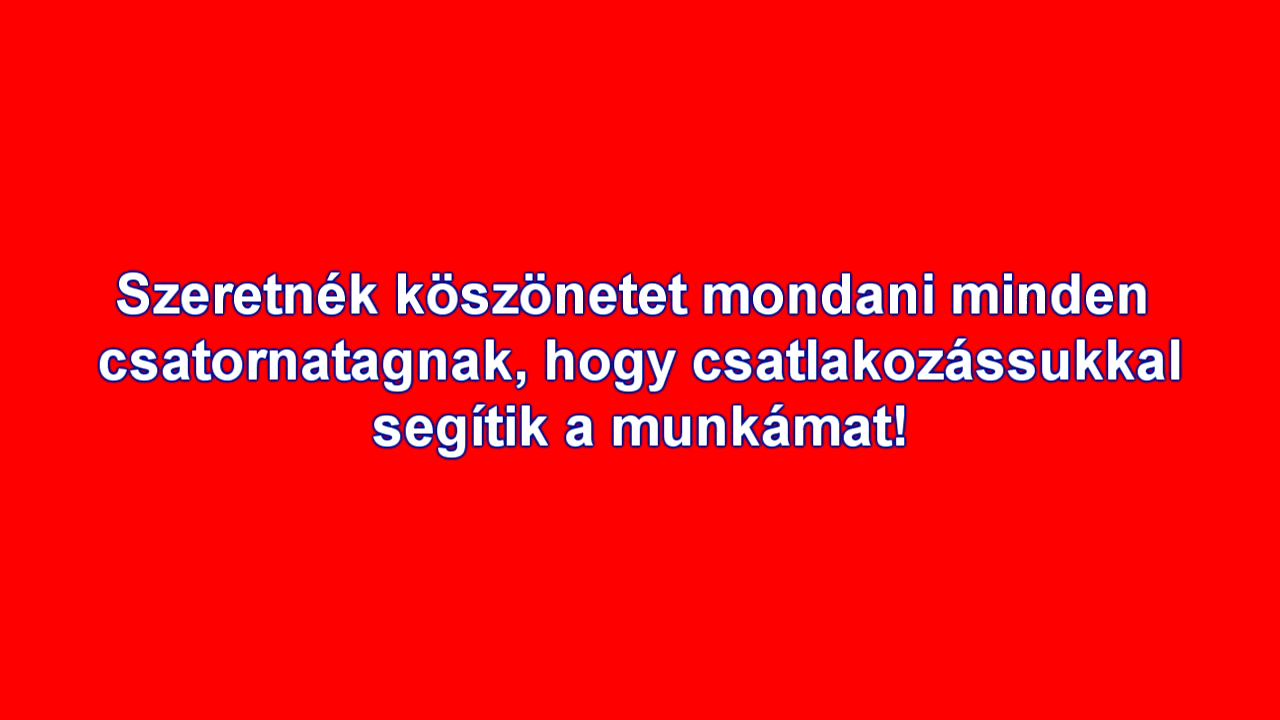 Szeretnék köszönetet mondani minden
csatornatagnak, hogy csatlakozássukkal
segítik a munkámat!